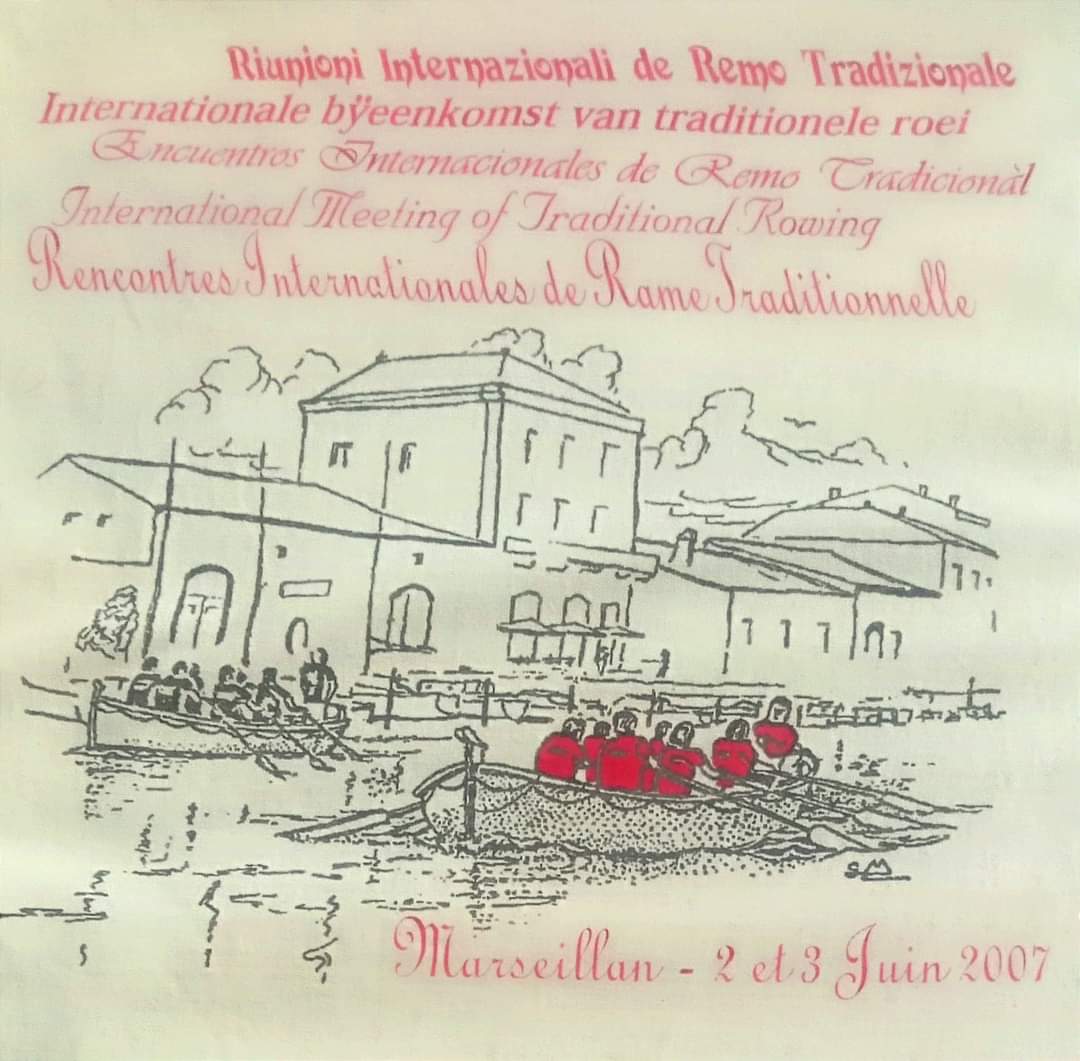 Riunioni Internazionali de Remo Tradizionale
Internationale bÿeenkomst van traditionele roei
Encuentros Internacionales de Remo Tradicionàl
International Meeting of Traditional Rowing
Rencontres Internationales de Rame Traditionnelle
SM
Marseillan - 2 et 3 Juin 2007